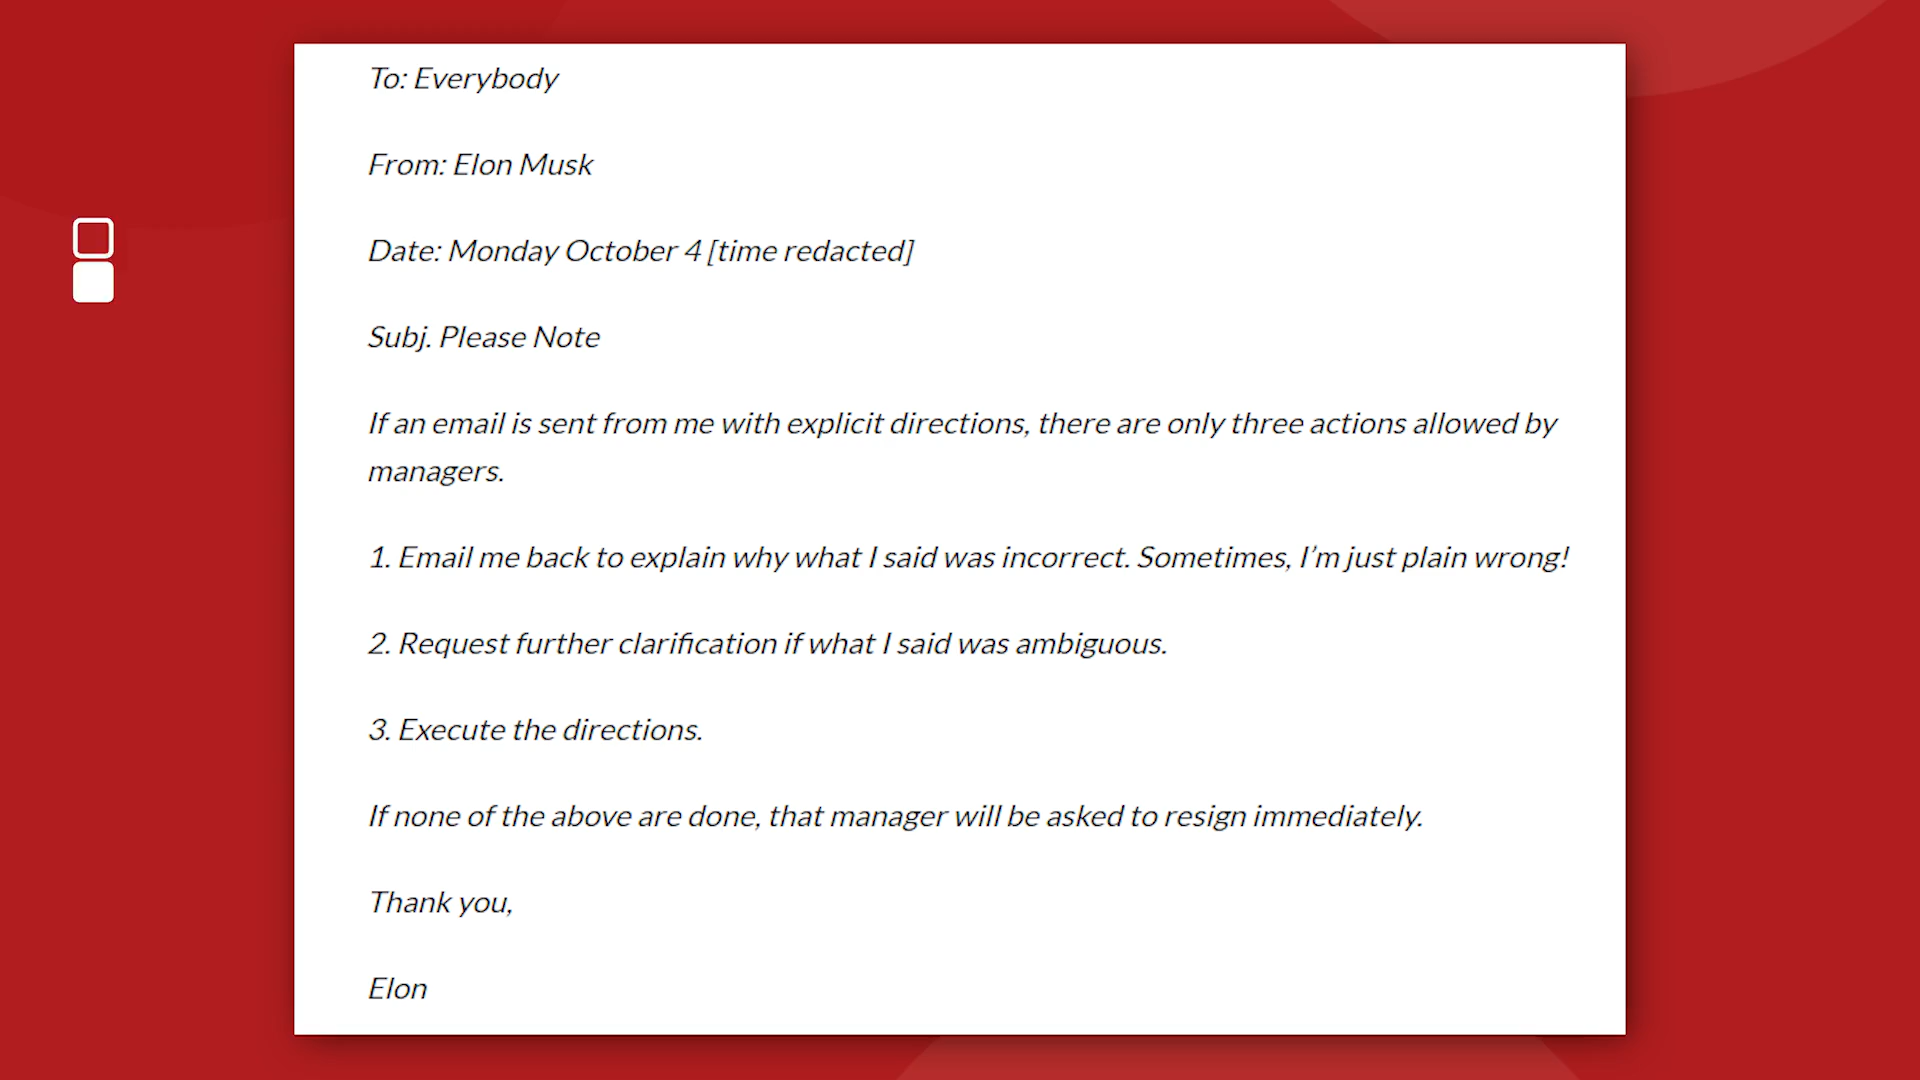 To: Everybody
From: Elon Musk
Date: Monday October 4 [time redacted]
Subj. Please Note
If an email is sent from me with explicit directions, there are only three actions allowed by
managers.
1. Email me back to explain why what I said was incorrect. Sometimes, I’m just plain wrong!
2. Request further clarification if what I said was ambiguous.
3. Execute the directions.
If none of the above are done, that manager will be asked to resign immediately.
Thank you,
Elon